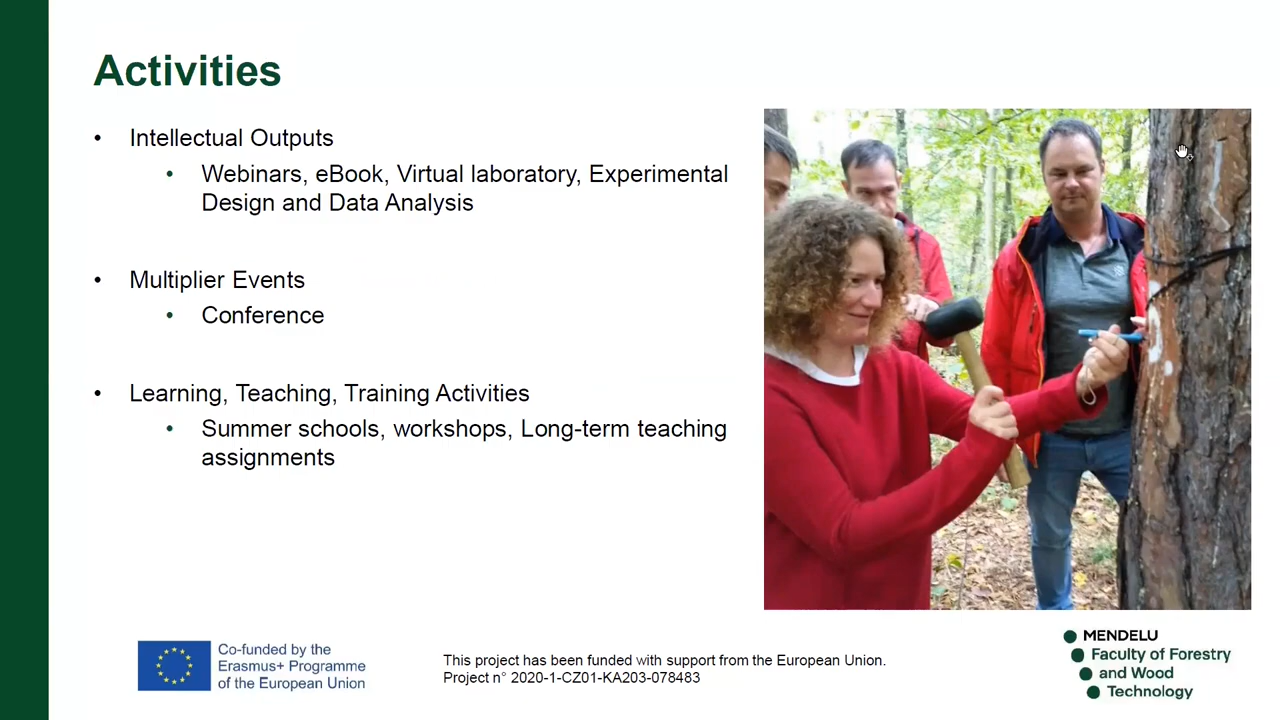 Activities
• Intellectual Outputs
• Webinars, eBook, Virtual laboratory, Experimental
Design and Data Analysis
• Multiplier Events
• Conference
• Learning, Teaching, Training Activities
• Summer schools, workshops, Long-term teaching
assignments
Co-funded by the
Erasmus+ Programme
of the European Union
This project has been funded with support from the European Union.
Project n° 2020-1-CZ01-KA203-078483
MENDELU
Faculty of Forestry
and Wood
Technology